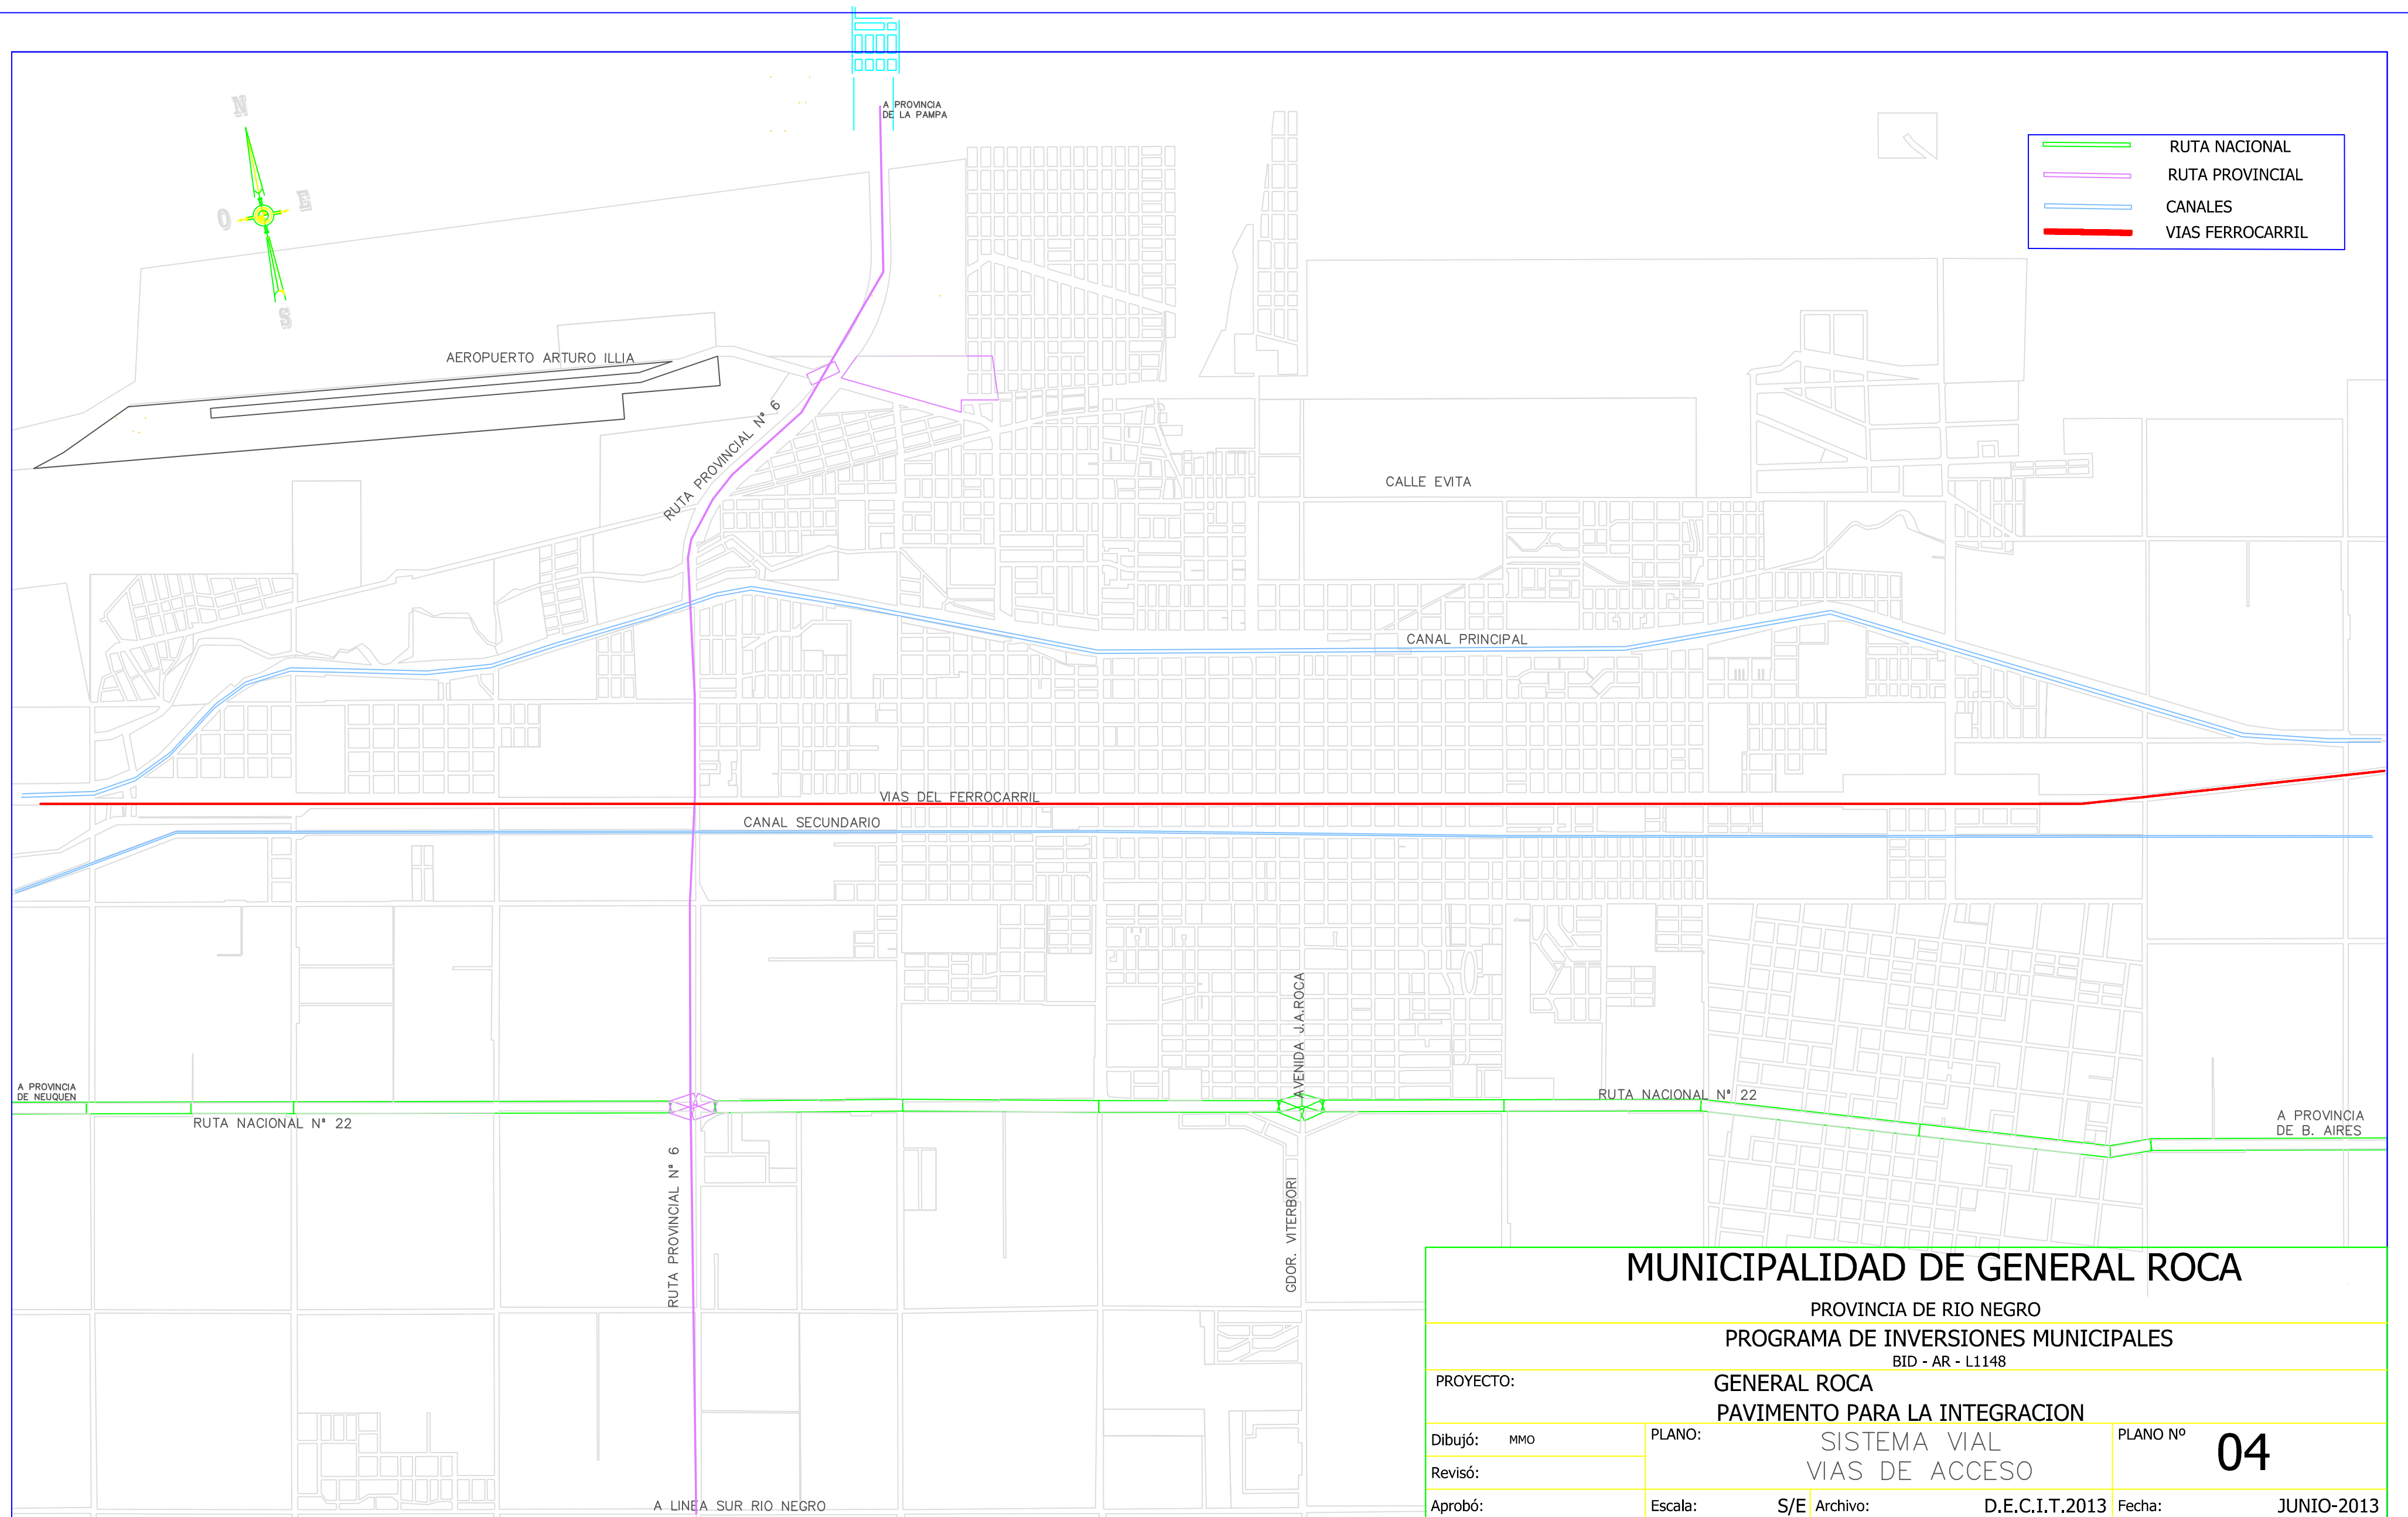 A PROVINCIA
DE LA PAMPA
N
O
E
S
RUTA NACIONAL
RUTA PROVINCIAL
CANALES
VIAS FERROCARRIL
AEROPUERTO ARTURO ILLIA
RUTA PROVINCIAL Nº 6
CALLE EVITA
CANAL PRINCIPAL
VIAS DEL FERROCARRIL
CANAL SECUNDARIO
AVENIDA J.A.ROCA
A PROVINCIA
DE NEUQUEN
RUTA NACIONAL Nº 22
RUTA NACIONAL Nº 22
A PROVINCIA
DE B. AIRES
RUTA PROVINCIAL Nº 6
GDOR. VITERBORI
A LINEA SUR RIO NEGRO
MUNICIPALIDAD DE GENERAL ROCA
PROVINCIA DE RIO NEGRO
PROGRAMA DE INVERSIONES MUNICIPALES
BID - AR - L1148
PROYECTO: GENERAL ROCA
PAVIMENTO PARA LA INTEGRACION
Dibujó: MMO
Revisó:
Aprobó:
PLANO: SISTEMA VIAL
VIAS DE ACCESO
PLANO Nº 04
Escala: S/E
Archivo: D.E.C.I.T.2013
Fecha: JUNIO-2013